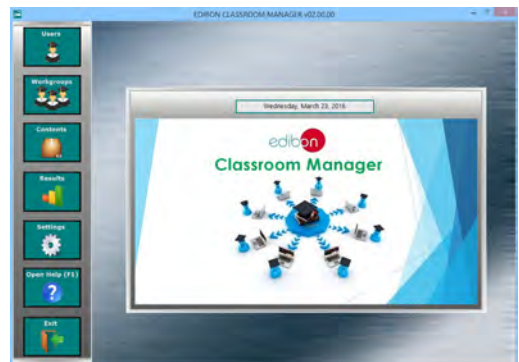 EDIBON CLASSROOM MANAGER v02.00.00
Users
Workgroups
Contents
Results
Settings
Open Help (F1)
Exit
Wednesday, March 23, 2016
edibon
Classroom Manager